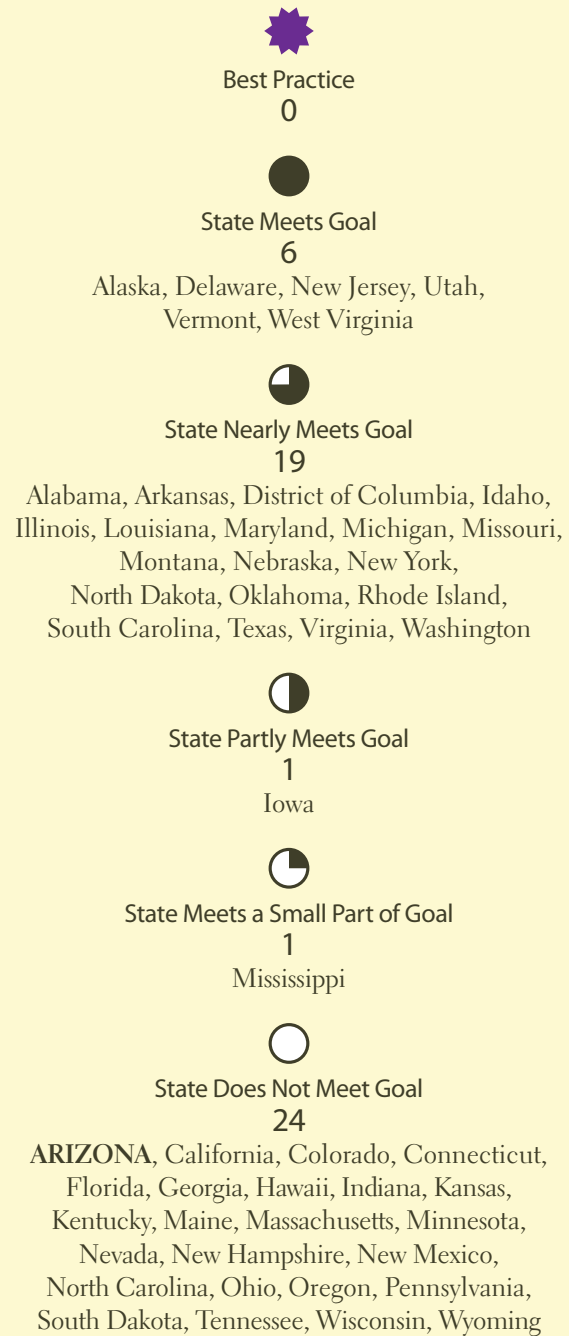 Best Practice
0
State Meets Goal
6
Alaska, Delaware, New Jersey, Utah,
Vermont, West Virginia
State Nearly Meets Goal
19
Alabama, Arkansas, District of Columbia, Idaho,
Illinois, Louisiana, Maryland, Michigan, Missouri,
Montana, Nebraska, New York,
North Dakota, Oklahoma, Rhode Island,
South Carolina, Texas, Virginia, Washington
State Partly Meets Goal
1
Iowa
State Meets a Small Part of Goal
1
Mississippi
State Does Not Meet Goal
24
ARIZONA, California, Colorado, Connecticut,
Florida, Georgia, Hawaii, Indiana, Kansas,
Kentucky, Maine, Massachusetts, Minnesota,
Nevada, New Hampshire, New Mexico,
North Carolina, Ohio, Oregon, Pennsylvania,
South Dakota, Tennessee, Wisconsin, Wyoming